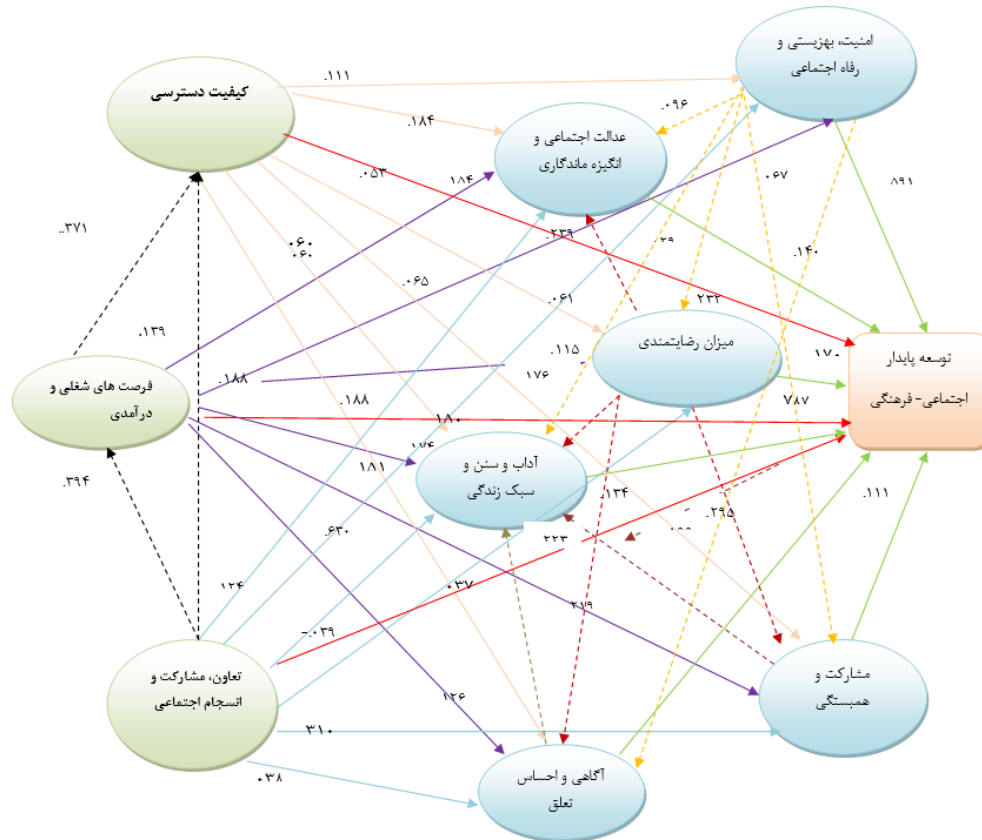 امنیت، بهزیستی و
رفاه اجتماعی
کیفیت دسترسی
.۱۱۱
.۰۹۶
.۱۸۴
عدالت اجتماعی و
انگیزه ماندگاری
.۰۵۳
۱۸۴
.۰۶۷
۸۹۱
..۳۷۱
.۲۳۹
.۰۶۰
.۰۶۰
.۱۴۰
.۰۶۵
.۰۶۱
۲۳۲
.۱۳۹
میزان رضایتمندی
.۱۱۵
۱۷۶
۱۷۰
توسعه پایدار
اجتماعی- فرهنگی
فرصت های شغلی و
درآمدی
.۱۸۸
.۱۸۸
۷۸۷
۱۸۰
۱۷۴
۱۸۱
آداب و سنن و
سبک زندگی
.۳۹۴
.۱۳۴
.۲۹۵
.۱۱۱
.۶۳۰
۲۲۳
۰۳۷
۱۲۴
-.۰۳۹
۲۱۹
تعاون، مشارکت و
انسجام اجتماعی
مشارکت و
همبستگی
۱۲۶
۳۱۰
۰۳۸
آگاهی و احساس
تعلق